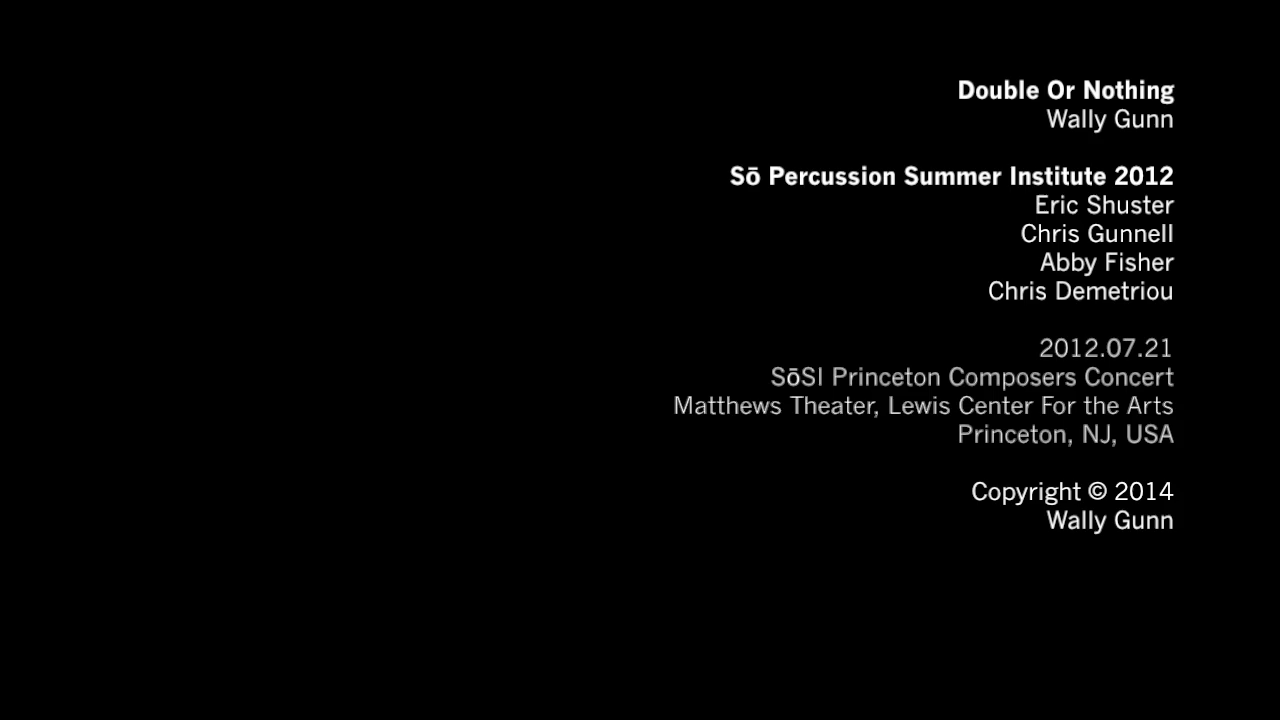 Double Or Nothing
Wally Gunn
Sō Percussion Summer Institute 2012
Eric Shuster
Chris Gunnell
Abby Fisher
Chris Demetriou
2012.07.21
SōSI Princeton Composers Concert
Matthews Theater, Lewis Center For the Arts
Princeton, NJ, USA
Copyright © 2014
Wally Gunn